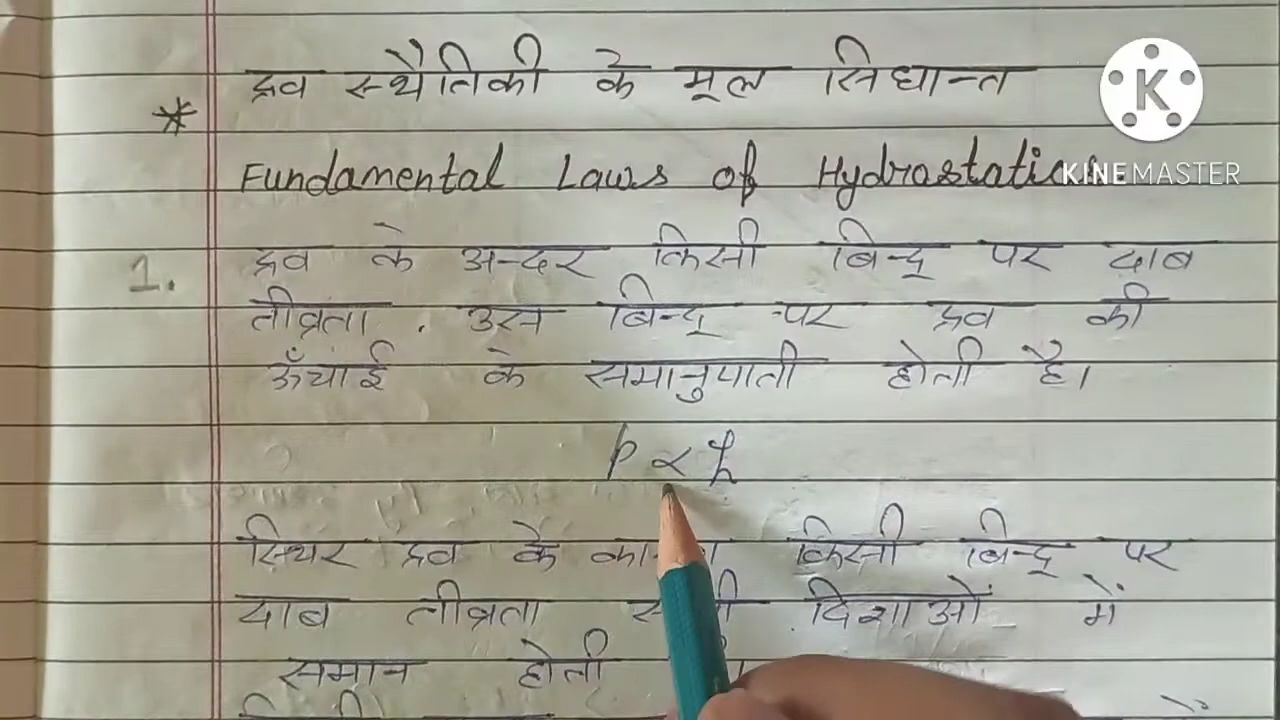 द्रव स्थैतिकी के मूल सिधान्त
* Fundamental Laws of Hydrostatics
1. द्रव के अन्दर किसी बिन्दू पर दाब
तीव्रता . उस बिन्दू पर द्रव की
ऊँचाई के समानुपाती होती है।
p ∝ h
स्थिर द्रव के किसी बिन्दू पर
दाब तीव्रता दिशाओं में
समान होती
K
KINEMASTER